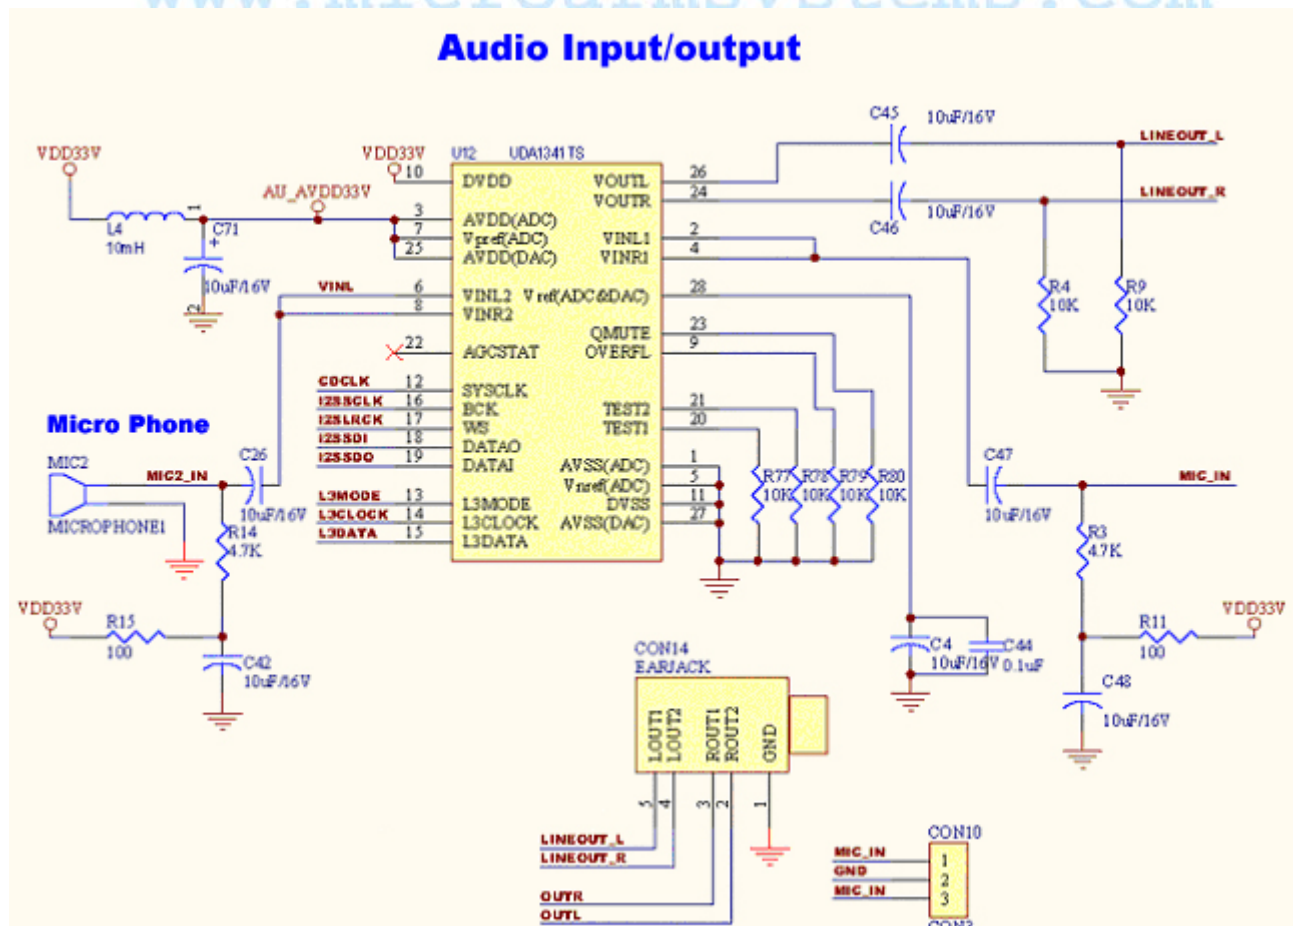 www.microarmsystems.com
Audio Input/output
C45 10uF/16V
LINEOUT_L
VDD33V VDD33V U12 UDA1341TS
10 DVDD VOUTL 26
AU_AVDD33V VOUTR 24
LINEOUT_R
C46 10uF/16V
1 3 AVDD(ADC)
L4 C71 7 Vpref(ADC) VINL1 2
10mH + 25 AVDD(DAC) VINR1 4
10uF/16V
2
VINL 6 VINL2 Vref(ADC&DAC) 28
8 VINR2
R4 R9
10K 10K
QMUTE 23
22 AGCSTAT OVERFL 9
CDCLK 12 SYSCLK
I2SSCLK 16 BCK TEST2 21
I2SLRCK 17 WS TEST1 20
I2SSDI 18 DATAO
I2SSDO 19 DATAI AVSS(ADC) 1
Vnref(ADC) 5
L3MODE 13 L3MODE DVSS 11
L3CLOCK 14 L3CLOCK AVSS(DAC) 27
L3DATA 15 L3DATA
R77 R78 R79 R80
10K 10K 10K 10K
Micro Phone
MIC2 MIC2_IN C26
10uF/16V
MICROPHONE1 R14
4.7K
VDD33V R15
100
C42
10uF/16V
C47 MIC_IN
10uF/16V
R3
4.7K
VDD33V
R11
100
C4 C44
10uF/16V 0.1uF
C48
10uF/16V
CON14
EARJACK
LOUT1 LOUT2 ROUT1 ROUT2 GND
5 4 3 2 1
LINEOUT_L
LINEOUT_R
OUTR
OUTL
CON10
MIC_IN 1
GND 2
MIC_IN 3
CON3